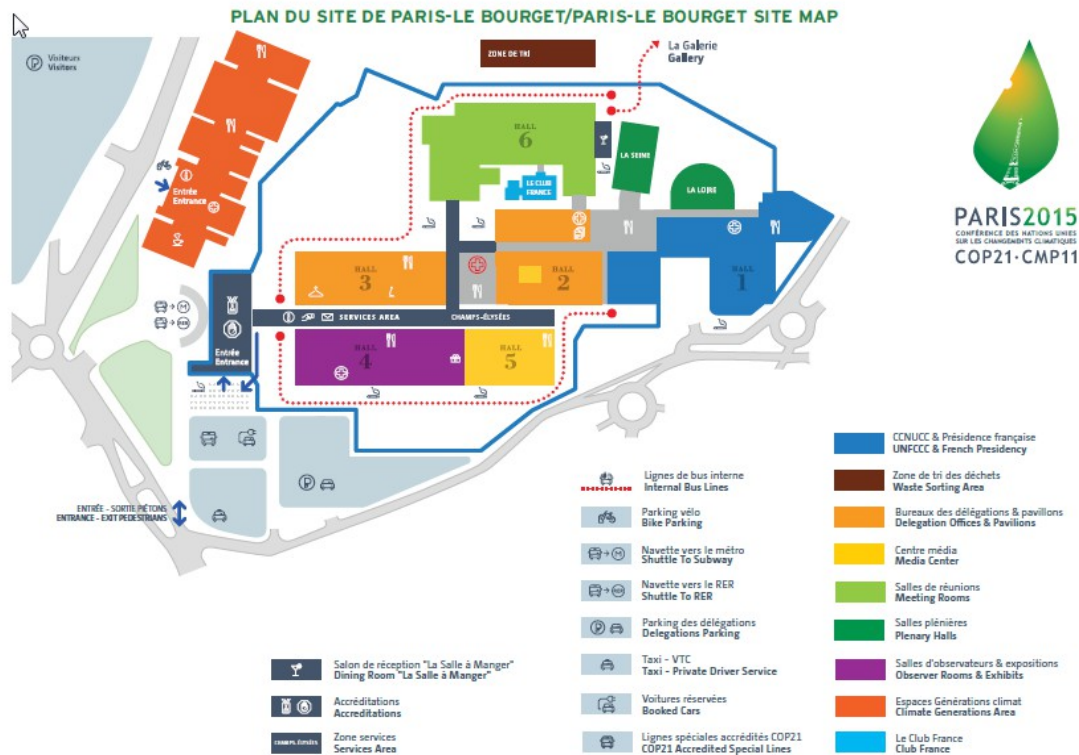 PLAN DU SITE DE PARIS-LE BOURGET/PARIS-LE BOURGET SITE MAP
Visiteurs
Visitors
ZONE DE TRI
La Galerie
Gallery
HALL
6
LA SEINE
LE CLUB
FRANCE
LA LOIRE
Entrée
Entrance
HALL
3
HALL
2
HALL
1
M
RER
SERVICES AREA
CHAMPS-ÉLYSÉES
Entrée
Entrance
HALL
4
HALL
5
ENTRÉE - SORTIE PIÉTONS
ENTRANCE - EXIT PEDESTRIANS
PARIS2015
CONFÉRENCE DES NATIONS UNIES
SUR LES CHANGEMENTS CLIMATIQUES
COP21·CMP11
Salon de réception "La Salle à Manger"
Dining Room "La Salle à Manger"
Accréditations
Accreditations
CHAMPS-ÉLYSÉES
Zone services
Services Area
Lignes de bus interne
Internal Bus Lines
Parking vélo
Bike Parking
M
Navette vers le métro
Shuttle To Subway
RER
Navette vers le RER
Shuttle To RER
P
Parking des délégations
Delegations Parking
Taxi - VTC
Taxi - Private Driver Service
Voitures réservées
Booked Cars
Lignes spéciales accrédités COP21
COP21 Accredited Special Lines
CCNUCC & Présidence française
UNFCCC & French Presidency
Zone de tri des déchets
Waste Sorting Area
Bureaux des délégations & pavillons
Delegation Offices & Pavilions
Centre média
Media Center
Salles de réunions
Meeting Rooms
Salles plénières
Plenary Halls
Salles d'observateurs & expositions
Observer Rooms & Exhibits
Espaces Générations climat
Climate Generations Area
Le Club France
Club France